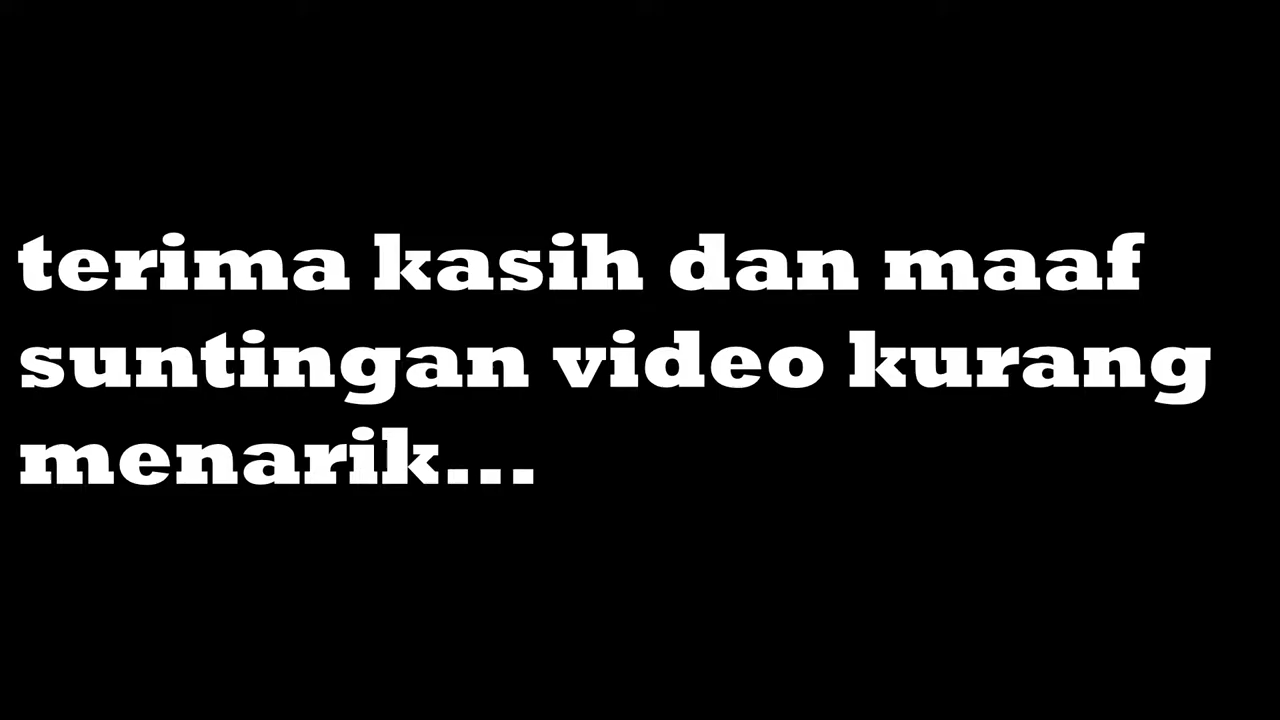 terima kasih dan maaf
suntingan video kurang
menarik...